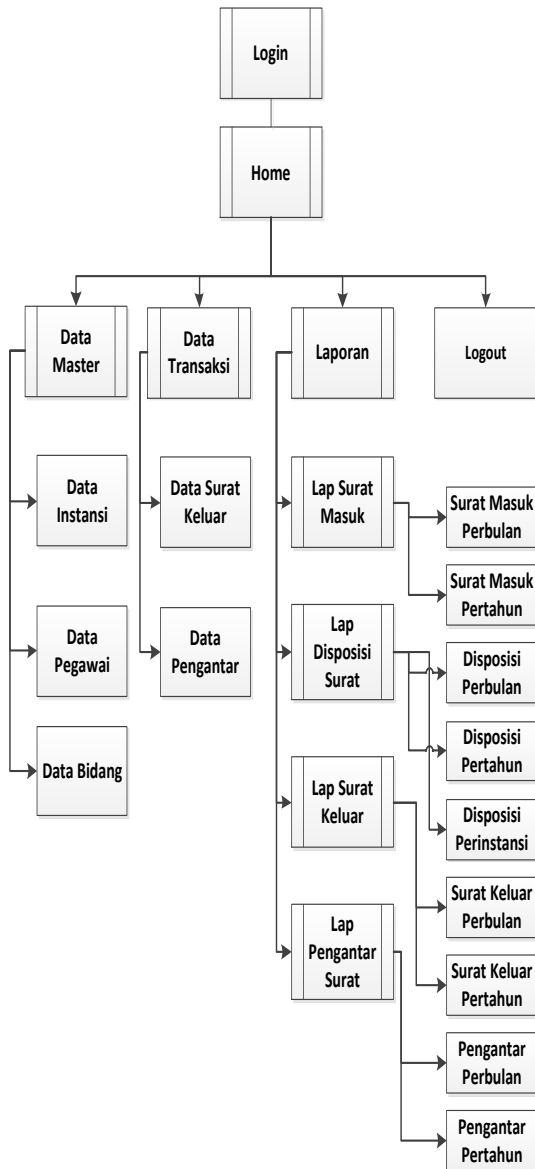 Login
Home
Data
Master
Data
Transaksi
Laporan
Logout
Data
Instansi
Data
Pegawai
Data Bidang
Data Surat
Keluar
Data
Pengantar
Lap Surat
Masuk
Lap
Disposisi
Surat
Lap Surat
Keluar
Lap
Pengantar
Surat
Surat Masuk
Perbulan
Surat Masuk
Pertahun
Disposisi
Perbulan
Disposisi
Pertahun
Disposisi
Perinstansi
Surat Keluar
Perbulan
Surat Keluar
Pertahun
Pengantar
Perbulan
Pengantar
Pertahun